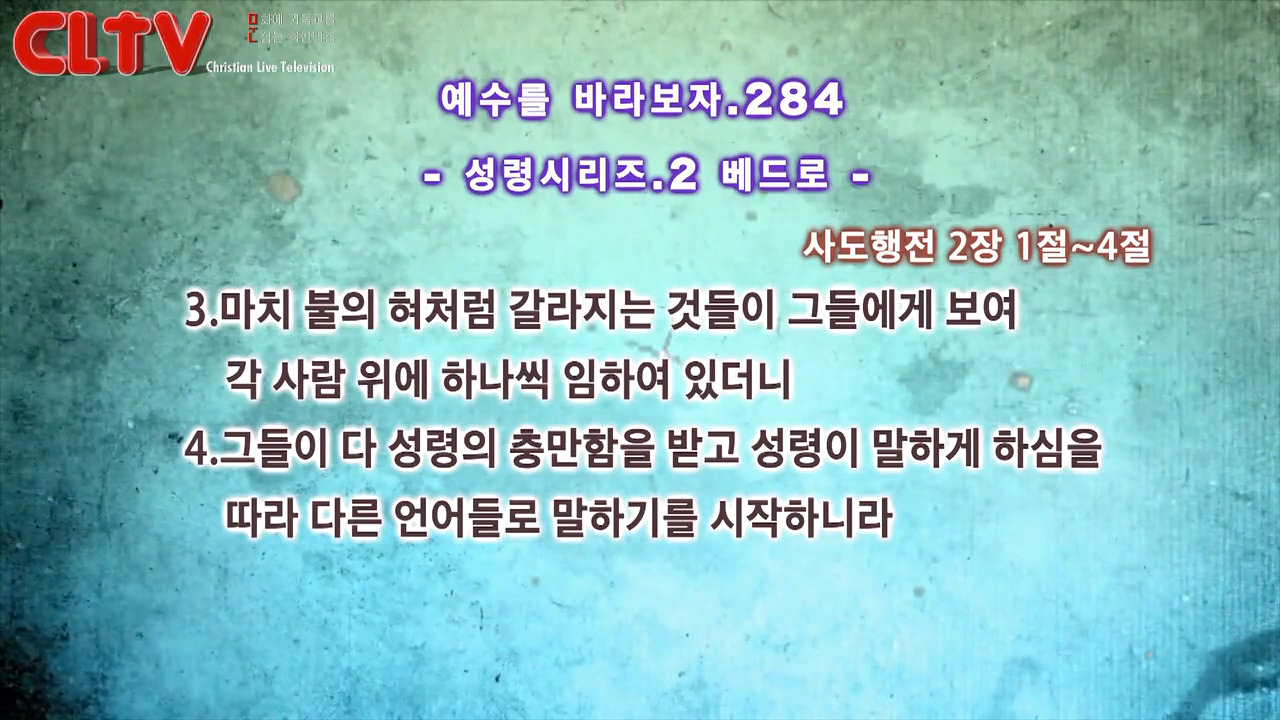 CLTV
Christian Live Television
예수를 바라보자.284
- 성령시리즈.2 베드로 -
사도행전 2장 1절~4절
3.마치 불의 혀처럼 갈라지는 것들이 그들에게 보여
각 사람 위에 하나씩 임하여 있더니
4.그들이 다 성령의 충만함을 받고 성령이 말하게 하심을
따라 다른 언어들로 말하기를 시작하니라